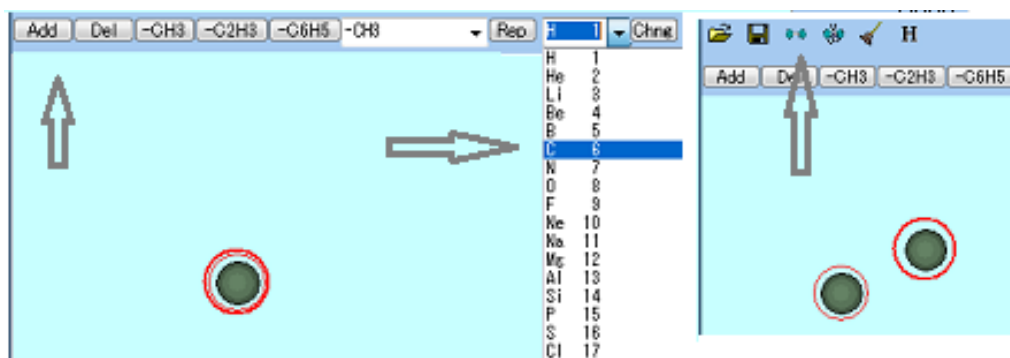 Add Del -CH3 -C2H3 -C6H5 -CH3 Rep H 1 Chng
H 1
He 2
Li 3
Be 4
B 5
C 6
N 7
O 8
F 9
Ne 10
Na 11
Mg 12
Al 13
Si 14
P 15
S 16
Cl 17
H
Add Del -CH3 -C2H3 -C6H5